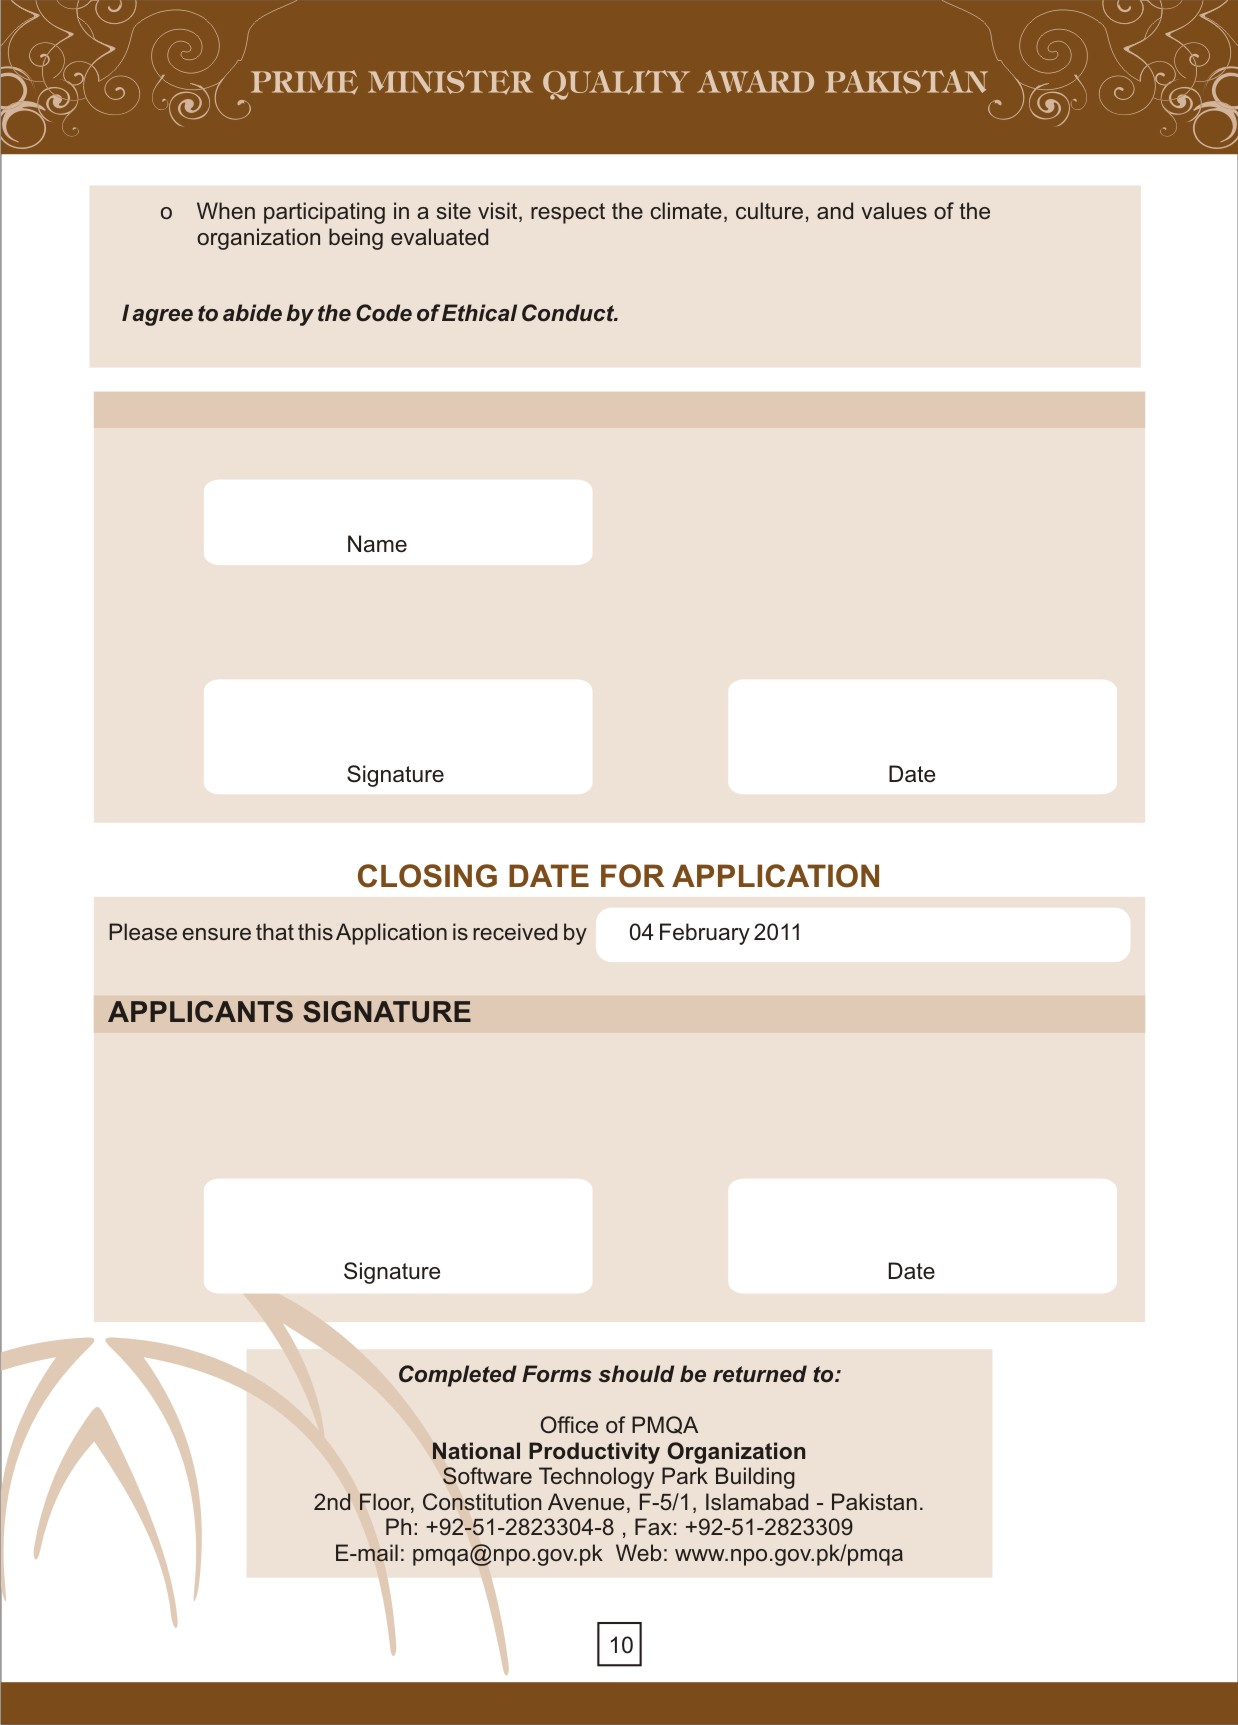 PRIME MINISTER QUALITY AWARD PAKISTAN
o When participating in a site visit, respect the climate, culture, and values of the
organization being evaluated
I agree to abide by the Code of Ethical Conduct.
Name
Signature Date
CLOSING DATE FOR APPLICATION
Please ensure that this Application is received by 04 February 2011
APPLICANTS SIGNATURE
Signature Date
Completed Forms should be returned to:
Office of PMQA
National Productivity Organization
Software Technology Park Building
2nd Floor, Constitution Avenue, F-5/1, Islamabad - Pakistan.
Ph: +92-51-2823304-8 , Fax: +92-51-2823309
E-mail: pmqa@npo.gov.pk Web: www.npo.gov.pk/pmqa
10